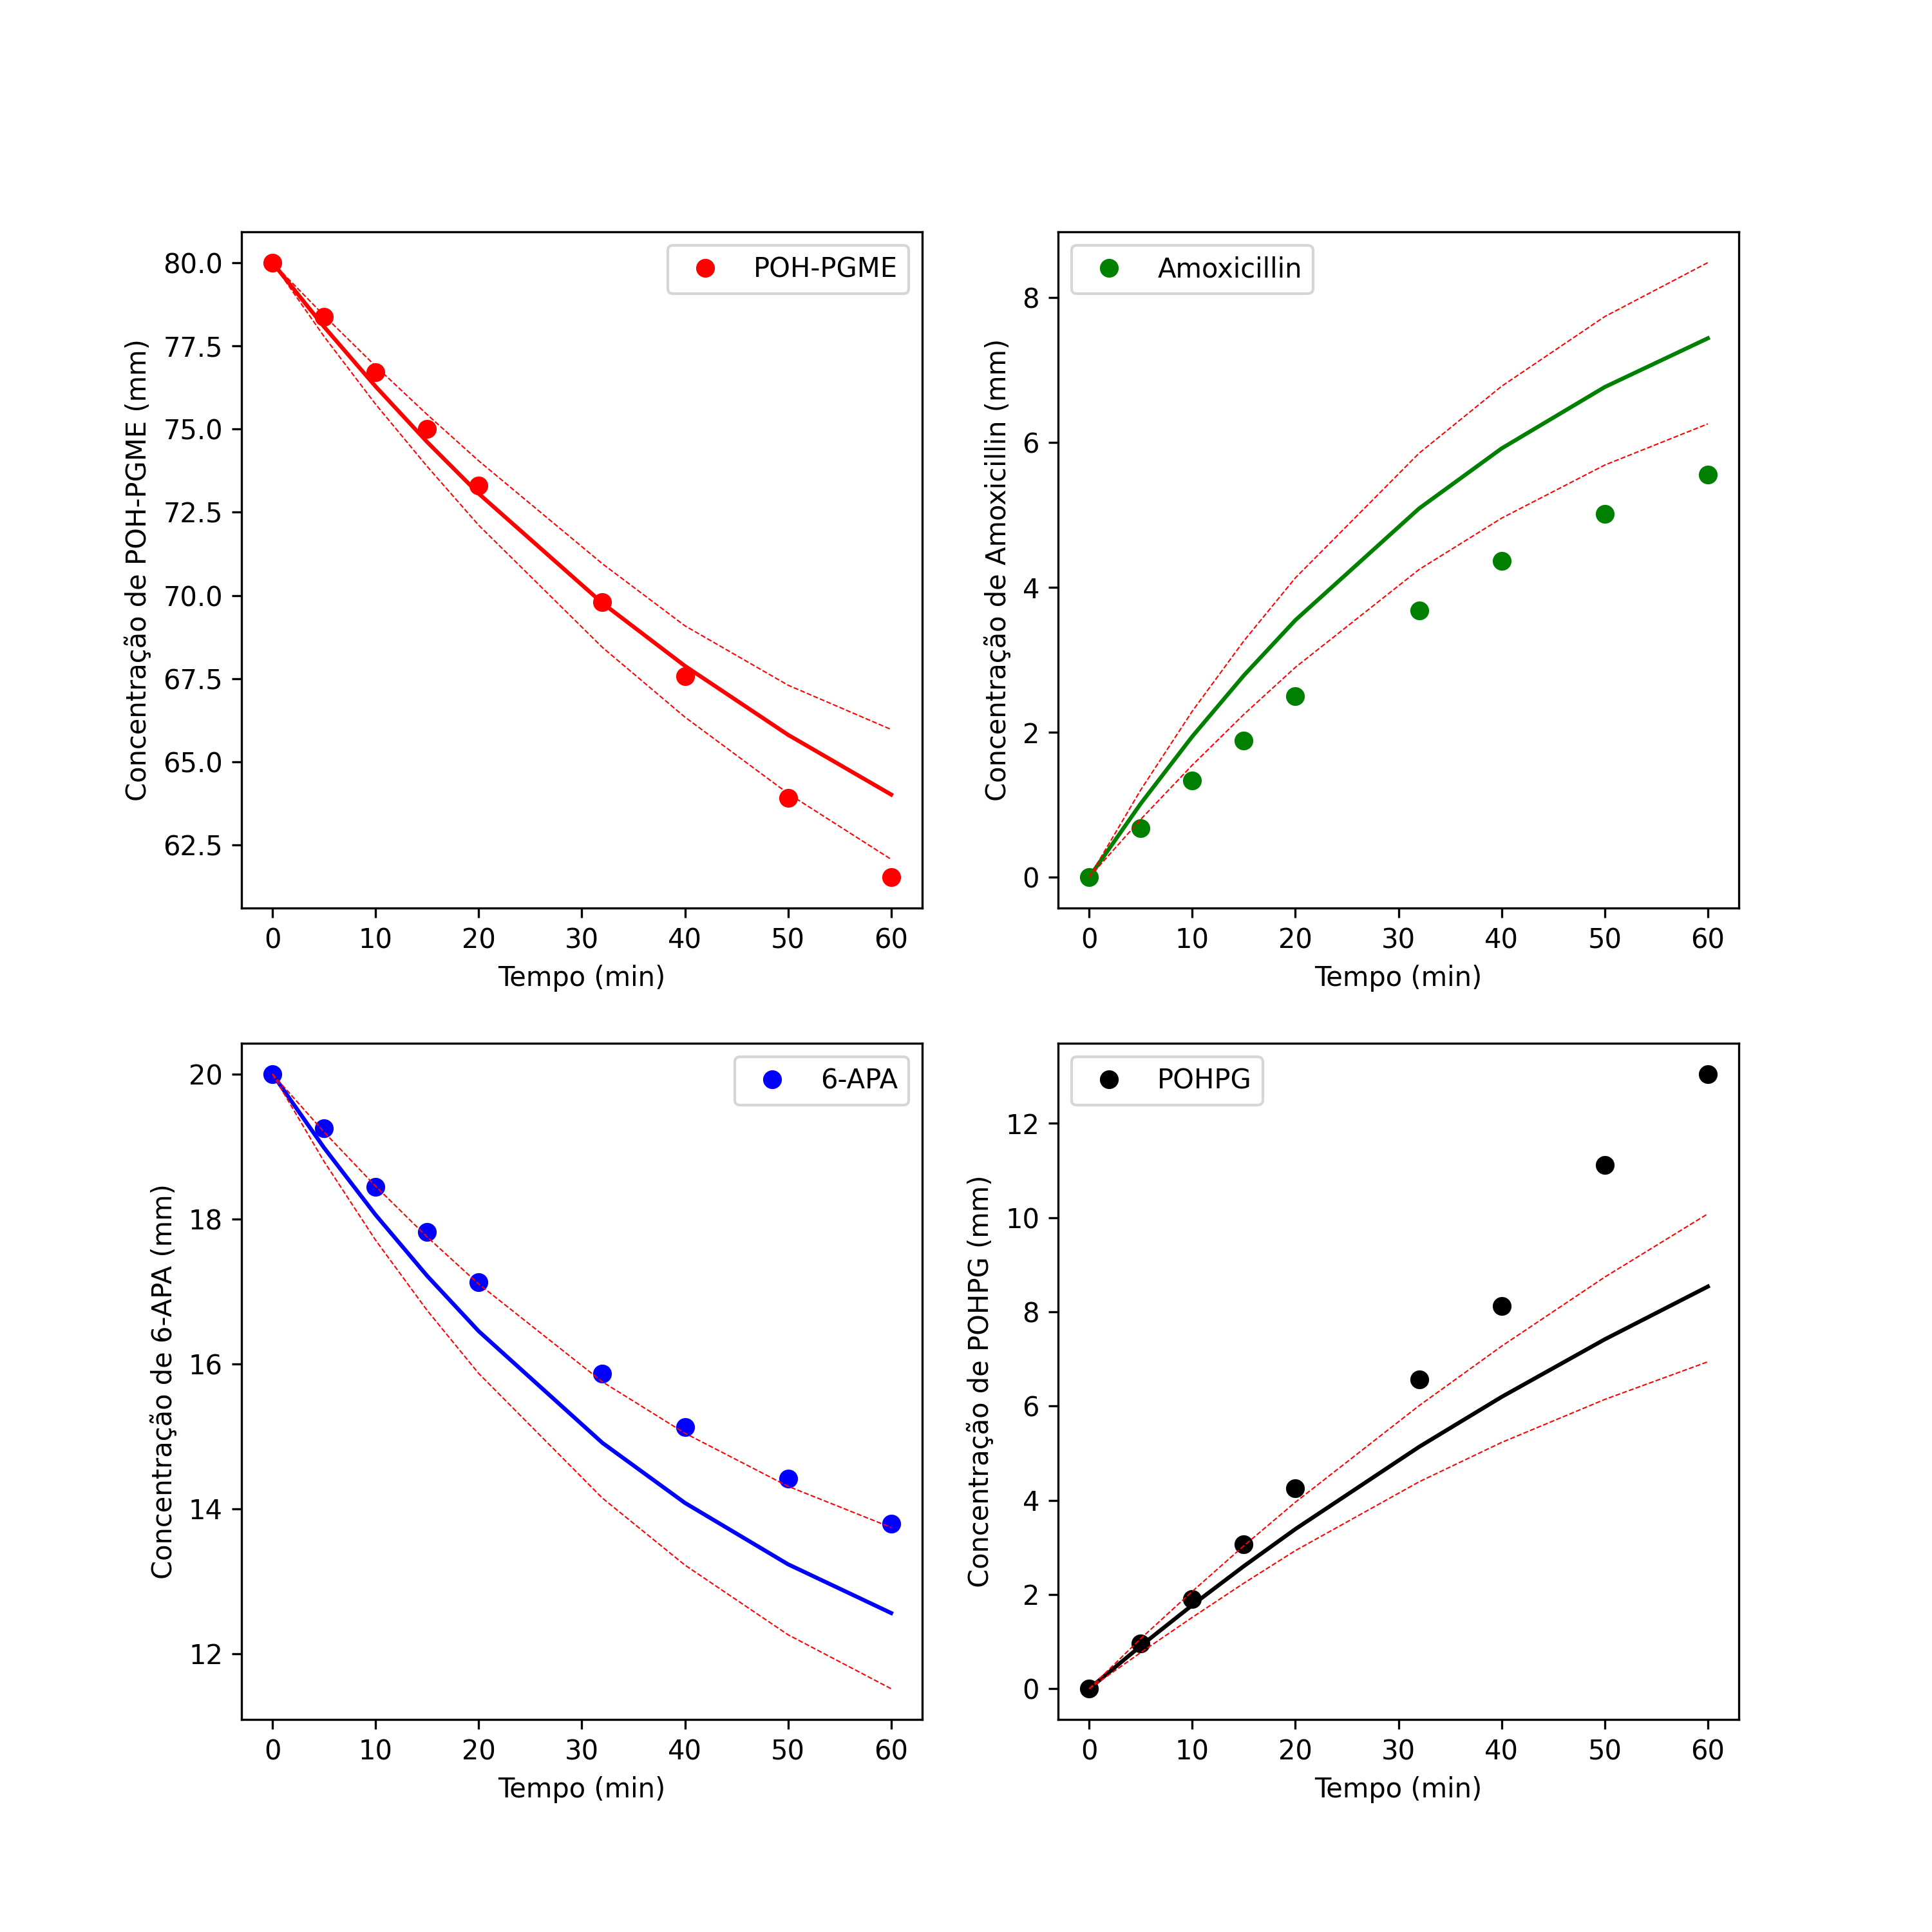 POH-PGME
Concentração de POH-PGME (mm)
80.0
77.5
75.0
72.5
70.0
67.5
65.0
62.5
0 10 20 30 40 50 60
Tempo (min)
Amoxicillin
Concentração de Amoxicillin (mm)
8
6
4
2
0
0 10 20 30 40 50 60
Tempo (min)
6-APA
Concentração de 6-APA (mm)
20
18
16
14
12
0 10 20 30 40 50 60
Tempo (min)
POHPG
Concentração de POHPG (mm)
12
10
8
6
4
2
0
0 10 20 30 40 50 60
Tempo (min)